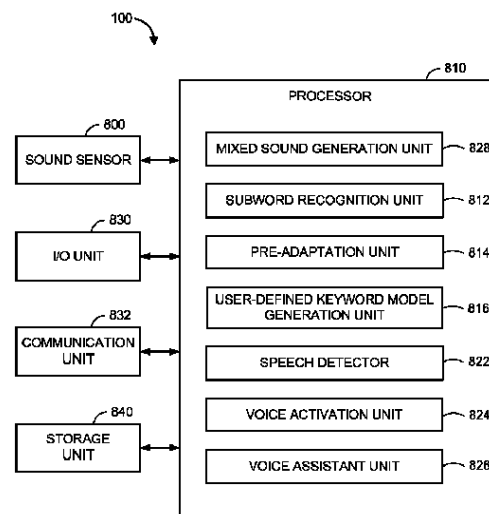 100
810
PROCESSOR
800
SOUND SENSOR
MIXED SOUND GENERATION UNIT
828
SUBWORD RECOGNITION UNIT
812
830
I/O UNIT
PRE-ADAPTATION UNIT
814
USER-DEFINED KEYWORD MODEL
GENERATION UNIT
816
832
COMMUNICATION
UNIT
SPEECH DETECTOR
822
840
STORAGE
UNIT
VOICE ACTIVATION UNIT
824
VOICE ASSISTANT UNIT
826